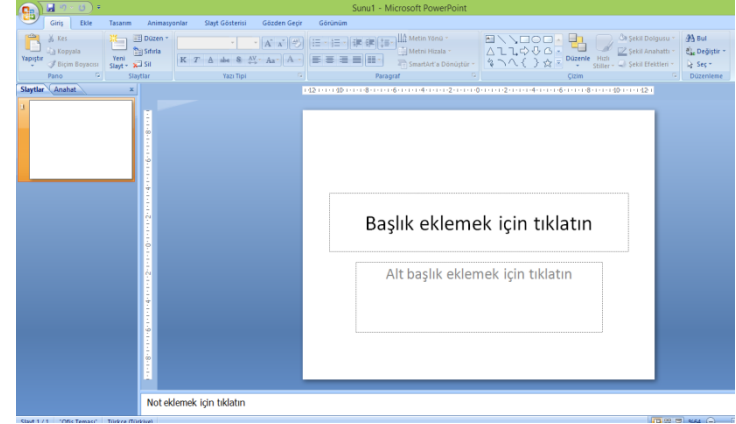 Sunu1 - Microsoft PowerPoint
Giriş Ekle Tasarım Animasyonlar Slayt Gösterisi Gözden Geçir Görünüm
Kes Düzen Metin Yönü Şekil Dolgusu Bul
Kopyala Sıfırla Metni Hizala Şekil Anahattı Değiştir
Yapıştır Biçim Boyacısı Yeni Slayt Sil SmartArt'a Dönüştür Düzenle Hızlı Stiller Şekil Efektleri Seç
Pano Slaytlar Yazı Tipi Paragraf Çizim Düzenleme
Slaytlar Anahat
1
Başlık eklemek için tıklatın
Alt başlık eklemek için tıklatın
Not eklemek için tıklatın
Slayt 1 / 1 "Ofis Teması" Türkçe (Türkiye) %64